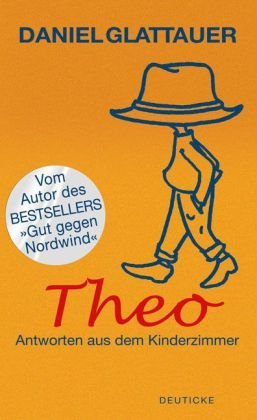 DANIEL GLATTAUER
Vom
Autor des
BESTSELLERS
»Gut gegen
Nordwind«
Theo
Antworten aus dem Kinderzimmer
DEUTICKE